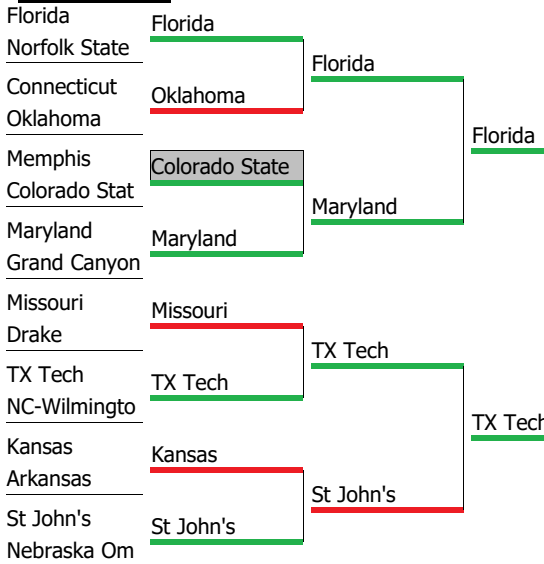 Florida
Norfolk State
Connecticut
Oklahoma
Memphis
Colorado Stat
Maryland
Grand Canyon
Missouri
Drake
TX Tech
NC-Wilmingto
Kansas
Arkansas
St John's
Nebraska Om
Florida
Oklahoma
Colorado State
Maryland
Missouri
TX Tech
Kansas
St John's
Florida
Maryland
TX Tech
St John's
Florida
TX Tech